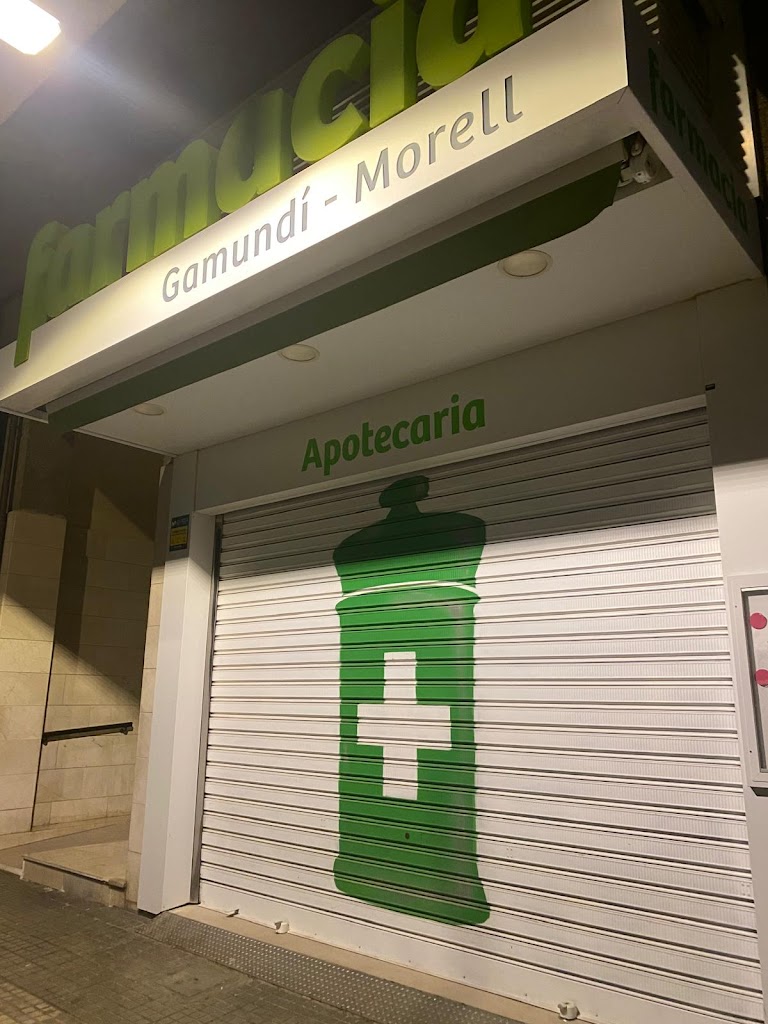 farmacia
Gamundí - Morell
farmacia
Apotecaria